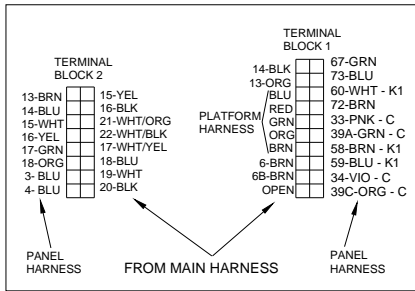 TERMINAL
BLOCK 2
13-BRN
14-BLU
15-WHT
16-YEL
17-GRN
18-ORG
3- BLU
4- BLU
15-YEL
16-BLK
21-WHT/ORG
22-WHT/BLK
17-WHT/YEL
18-BLU
19-WHT
20-BLK
PANEL
HARNESS
FROM MAIN HARNESS
TERMINAL
BLOCK 1
14-BLK
13-ORG
BLU
RED
GRN
ORG
BRN
6-BRN
6B-BRN
OPEN
PLATFORM
HARNESS
67-GRN
73-BLU
60-WHT - K1
72-BRN
33-PNK - C
39A-GRN - C
58-BRN - K1
59-BLU - K1
34-VIO - C
39C-ORG - C
PANEL
HARNESS